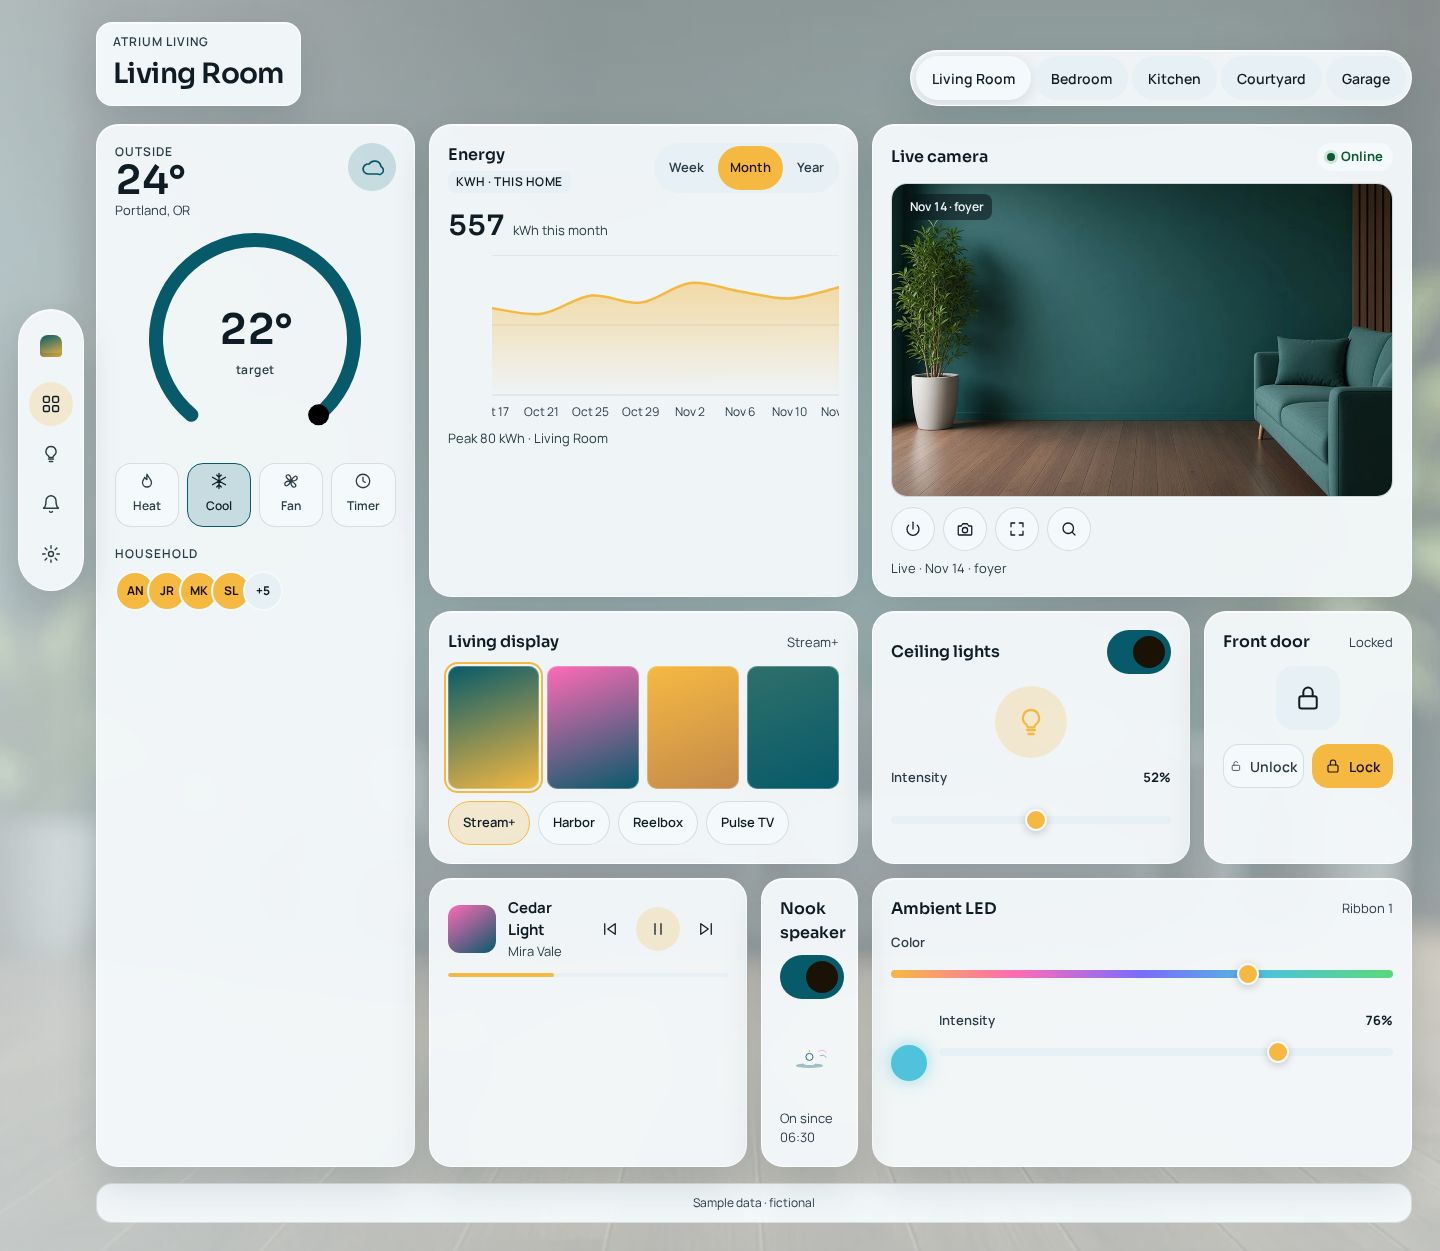 ATRIUM LIVING
Living Room
Living Room
Bedroom
Kitchen
Courtyard
Garage
OUTSIDE
24°
Portland, OR
22°
target
Heat
Cool
Fan
Timer
HOUSEHOLD
AN
JR
MK
SL
+5
Energy
KWH · THIS HOME
Week
Month
Year
557 kWh this month
t 17 Oct 21 Oct 25 Oct 29 Nov 2 Nov 6 Nov 10 Nov
Peak 80 kWh · Living Room
Live camera
Online
Nov 14 · foyer
Live · Nov 14 · foyer
Living display
Stream+
Stream+
Harbor
Reelbox
Pulse TV
Ceiling lights
Intensity
52%
Front door
Locked
Unlock
Lock
Cedar
Light
Mira Vale
Nook
speaker
On since
06:30
Ambient LED
Ribbon 1
Color
Intensity
76%
Sample data · fictional